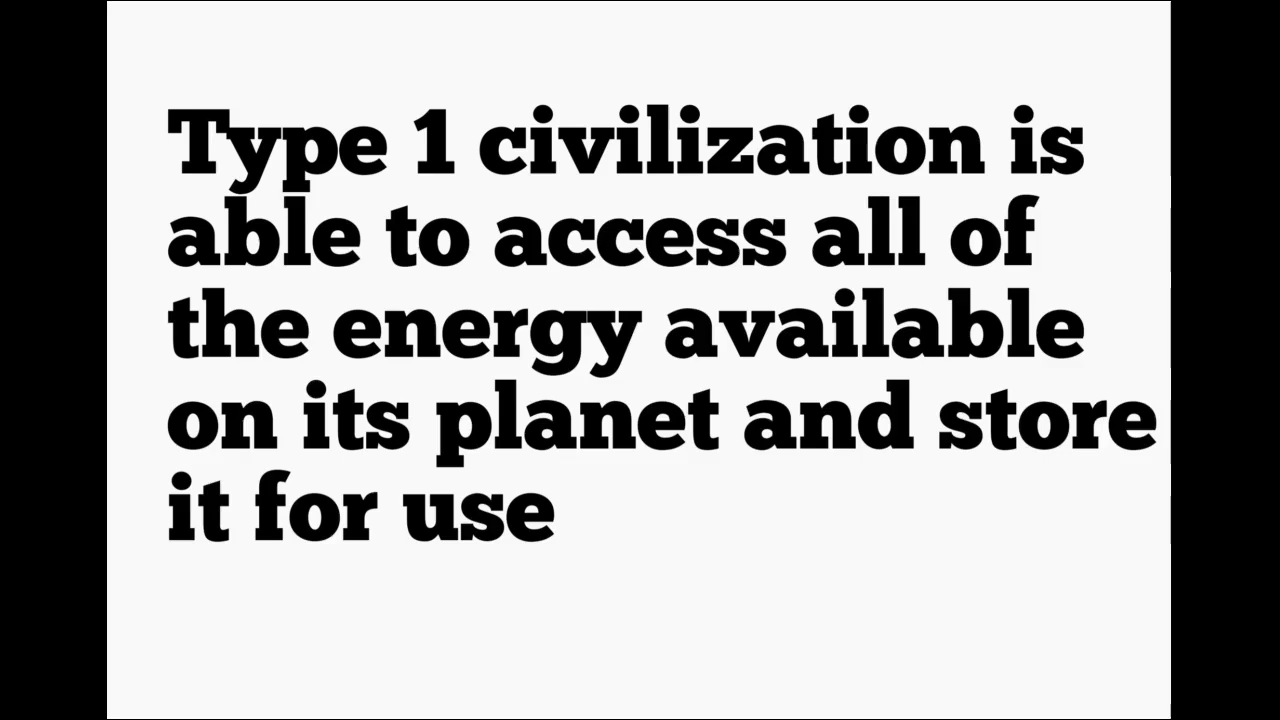 Type 1 civilization is
able to access all of
the energy available
on its planet and store
it for use